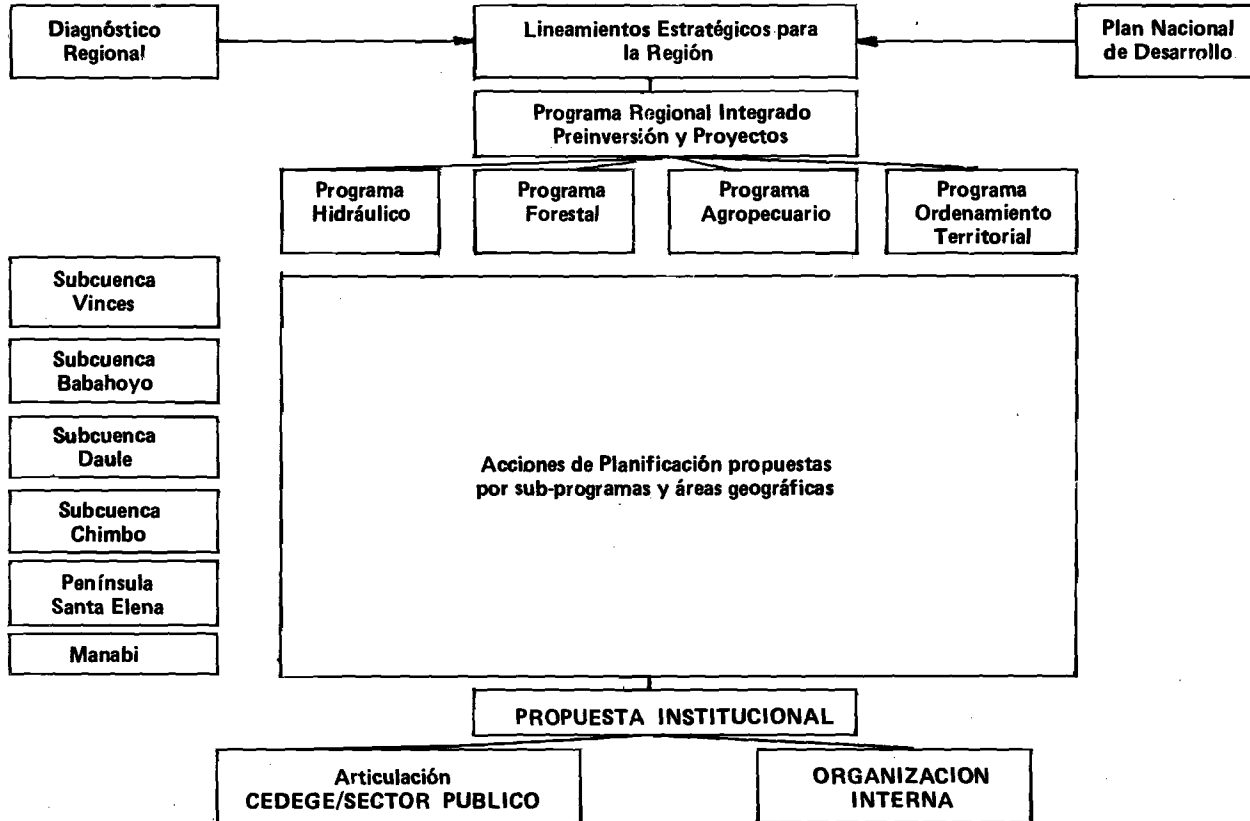 Diagnóstico
Regional
Lineamientos Estratégicos para
la Región
Plan Nacional
de Desarrollo
Programa Regional Integrado
Preinversión y Proyectos
Programa
Hidráulico
Programa
Forestal
Programa
Agropecuario
Programa
Ordenamiento
Territorial
Subcuenca
Vinces
Subcuenca
Babahoyo
Subcuenca
Daule
Subcuenca
Chimbo
Península
Santa Elena
Manabi
Acciones de Planificación propuestas
por sub-programas y áreas geográficas
PROPUESTA INSTITUCIONAL
Articulación
CEDEGE/SECTOR PUBLICO
ORGANIZACION
INTERNA